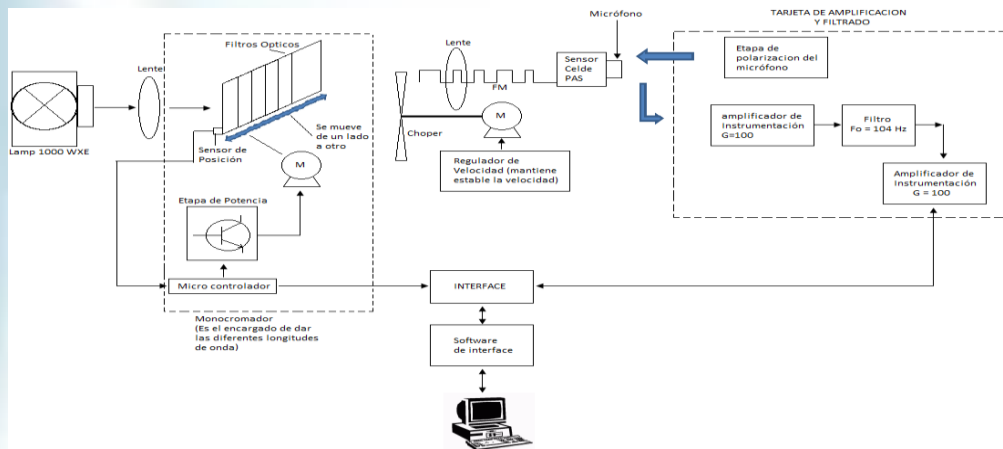 TARJETA DE AMPLIFICACION
Y FILTRADO
Micrófono
Filtros Opticos
Lente
Lente
Sensor
Celde
PAS
Etapa de
polarizacion del
micrófono
FM
Se mueve
de un lado
a otro
Choper
M
amplificador de
Instrumentación
G=100
Filtro
Fo = 104 Hz
Lamp 1000 WXE
Sensor de
Posición
M
Regulador de
Velocidad (mantiene
estable la velocidad)
Amplificador de
Instrumentación
G = 100
Etapa de Potencia
Micro controlador
INTERFACE
Monocromador
(Es el encargado de dar
las diferentes longitudes
de onda)
Software
de interface